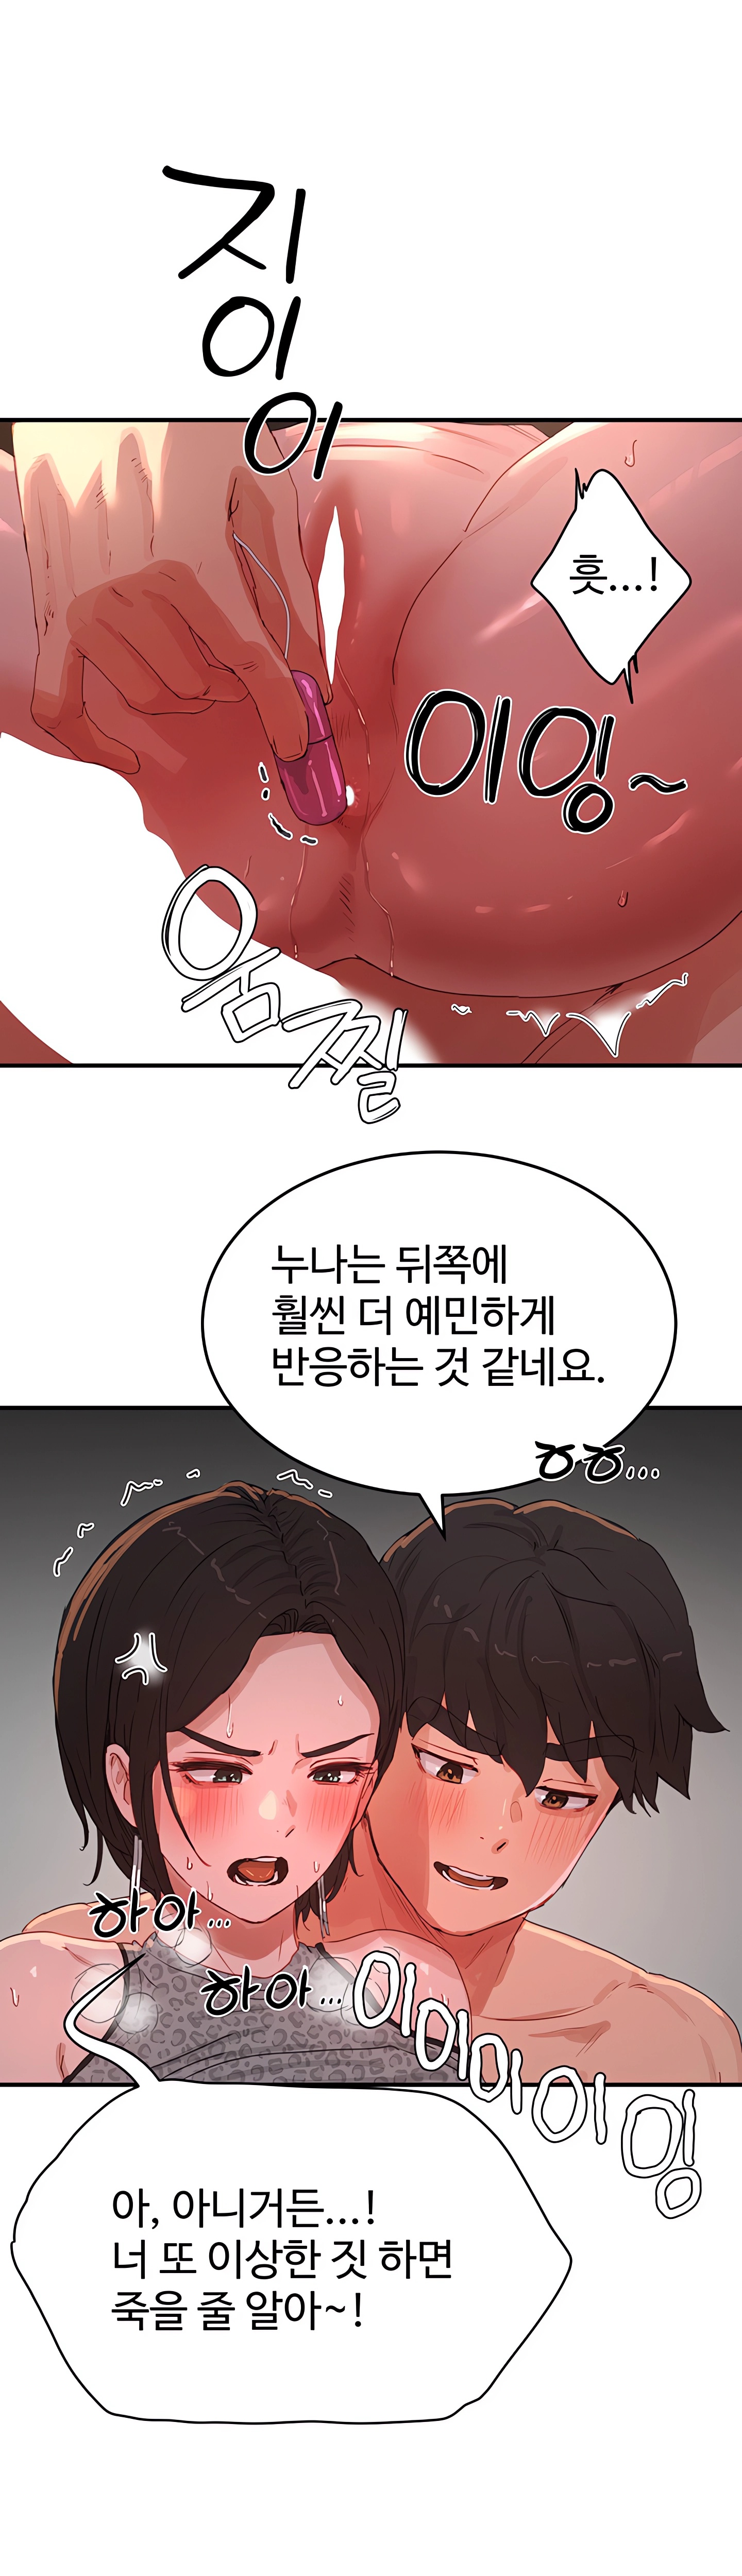 지
이
이
흣...!
이잉~
움찔
누나는 뒤쪽에
훨씬 더 예민하게
반응하는 것 같네요.
ㅎㅎ...
하아...
하아...
이이이이잉
아, 아니거든...!
너 또 이상한 짓 하면
죽을 줄 알아~!